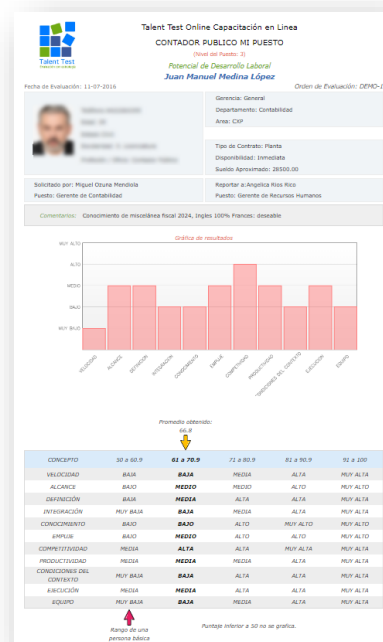 Talent Test Online Capacitación en Linea
CONTADOR PUBLICO MI PUESTO
(Nivel del Puesto: 3)
Potencial de Desarrollo Laboral
Juan Manuel Medina López
Talent Test
Fecha de Evaluación: 11-07-2016
Orden de Evaluación: DEMO-1
Gerencia: General
Departamento: Contabilidad
Area: CXP
Tipo de Contrato: Planta
Disponibilidad: Inmediata
Sueldo Aproximado: 28500.00
Solicitado por: Miguel Ozuna Mendiola
Puesto: Gerente de Contabilidad
Reportar a:Angelica Rios Rico
Puesto: Gerente de Recursos Humanos
Comentarios: Conocimiento de miscelánea fiscal 2024, Ingles 100% Frances: deseable
Gráfica de resultados
MUY ALTO
ALTO
MEDIO
BAJO
MUY BAJO
VELOCIDAD
ALCANCE
DEFINICION
INTEGRACION
CONOCIMIENTO
EMPUJE
COMPETITIVIDAD
PRODUCTIVIDAD
CONDICIONES DEL CONTEXTO
EJECUCION
EQUIPO
Promedio obtenido:
66.8
CONCEPTO 50 a 60.9 61 a 70.9 71 a 80.9 81 a 90.9 91 a 100
VELOCIDAD BAJA BAJA MEDIA ALTA MUY ALTA
ALCANCE BAJO MEDIO MEDIO ALTO MUY ALTO
DEFINICIÓN BAJA MEDIA MEDIA ALTA MUY ALTA
INTEGRACIÓN MUY BAJA BAJA MEDIA ALTA MUY ALTA
CONOCIMIENTO BAJO BAJO ALTO MUY ALTO MUY ALTO
EMPUJE BAJO MEDIO ALTO ALTO MUY ALTO
COMPETITIVIDAD MEDIA ALTA ALTA MUY ALTA MUY ALTA
PRODUCTIVIDAD MEDIA MEDIA MEDIA ALTA MUY ALTA
CONDICIONES DEL
CONTEXTO MUY BAJA BAJA MEDIA ALTA MUY ALTA
EJECUCIÓN MEDIA MEDIA MEDIA ALTA MUY ALTA
EQUIPO MUY BAJA BAJA MEDIA MEDIA MUY ALTA
Rango de una
persona básica
Puntaje inferior a 50 no se grafica.